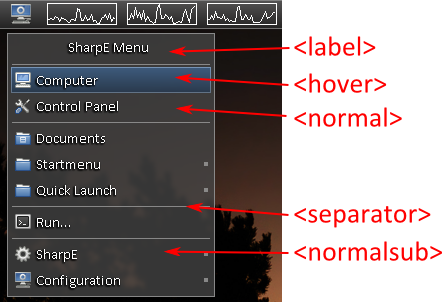 SharpE Menu
<label>
Computer
<hover>
Control Panel
<normal>
Documents
Startmenu
Quick Launch
<separator>
Run...
SharpE
<normalsub>
Configuration